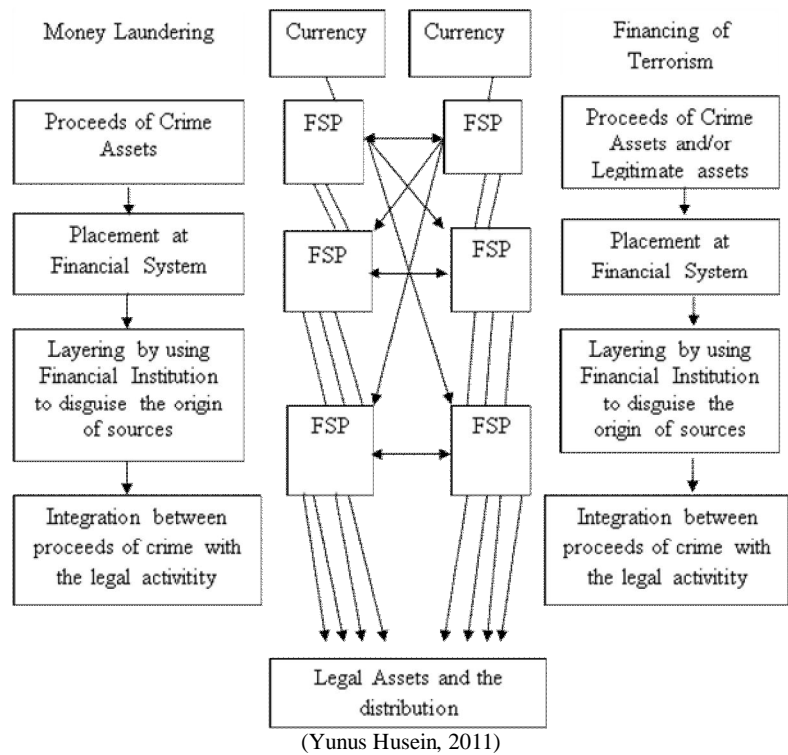 Money Laundering
Proceeds of Crime
Assets
Placement at
Financial System
Layering by using
Financial Institution
to disguise the origin
of sources
Integration between
proceeds of crime with
the legal activitity
Currency
Currency
FSP
FSP
FSP
FSP
FSP
FSP
Legal Assets and the
distribution
Financing of
Terrorism
Proceeds of Crime
Assets and/or
Legitimate assets
Placement at
Financial System
Layering by using
Financial Institution
to disguise the
origin of sources
Integration between
proceeds of crime with
the legal activitity
(Yunus Husein, 2011)